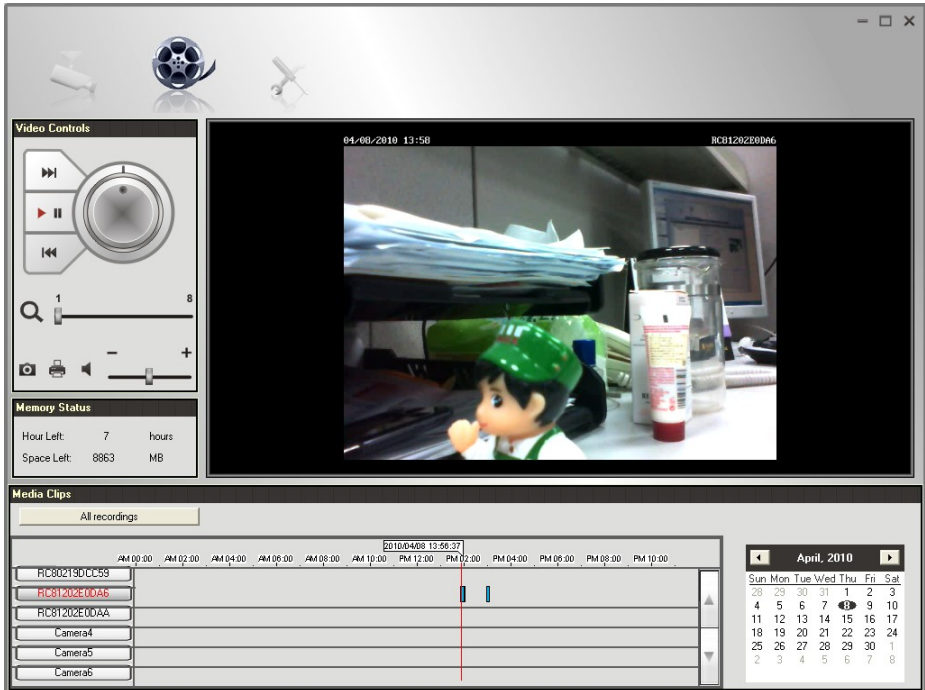 Video Controls
04/08/2010 13:58
RC81202E0DA6
1
8
Memory Status
Hour Left: 7 hours
Space Left: 8863 MB
Media Clips
All recordings
2010/04/08 13:56:37
AM 00:00 AM 02:00 AM 04:00 AM 06:00 AM 08:00 AM 10:00 PM 12:00 PM 02:00 PM 04:00 PM 06:00 PM 08:00 PM 10:00
RC80219DCC59
RC81202E0DA6
RC81202E0DAA
Camera4
Camera5
Camera6
April, 2010
Sun Mon Tue Wed Thu Fri Sat
28 29 30 31 1 2 3
4 5 6 7 8 9 10
11 12 13 14 15 16 17
18 19 20 21 22 23 24
25 26 27 28 29 30 1
2 3 4 5 6 7 8